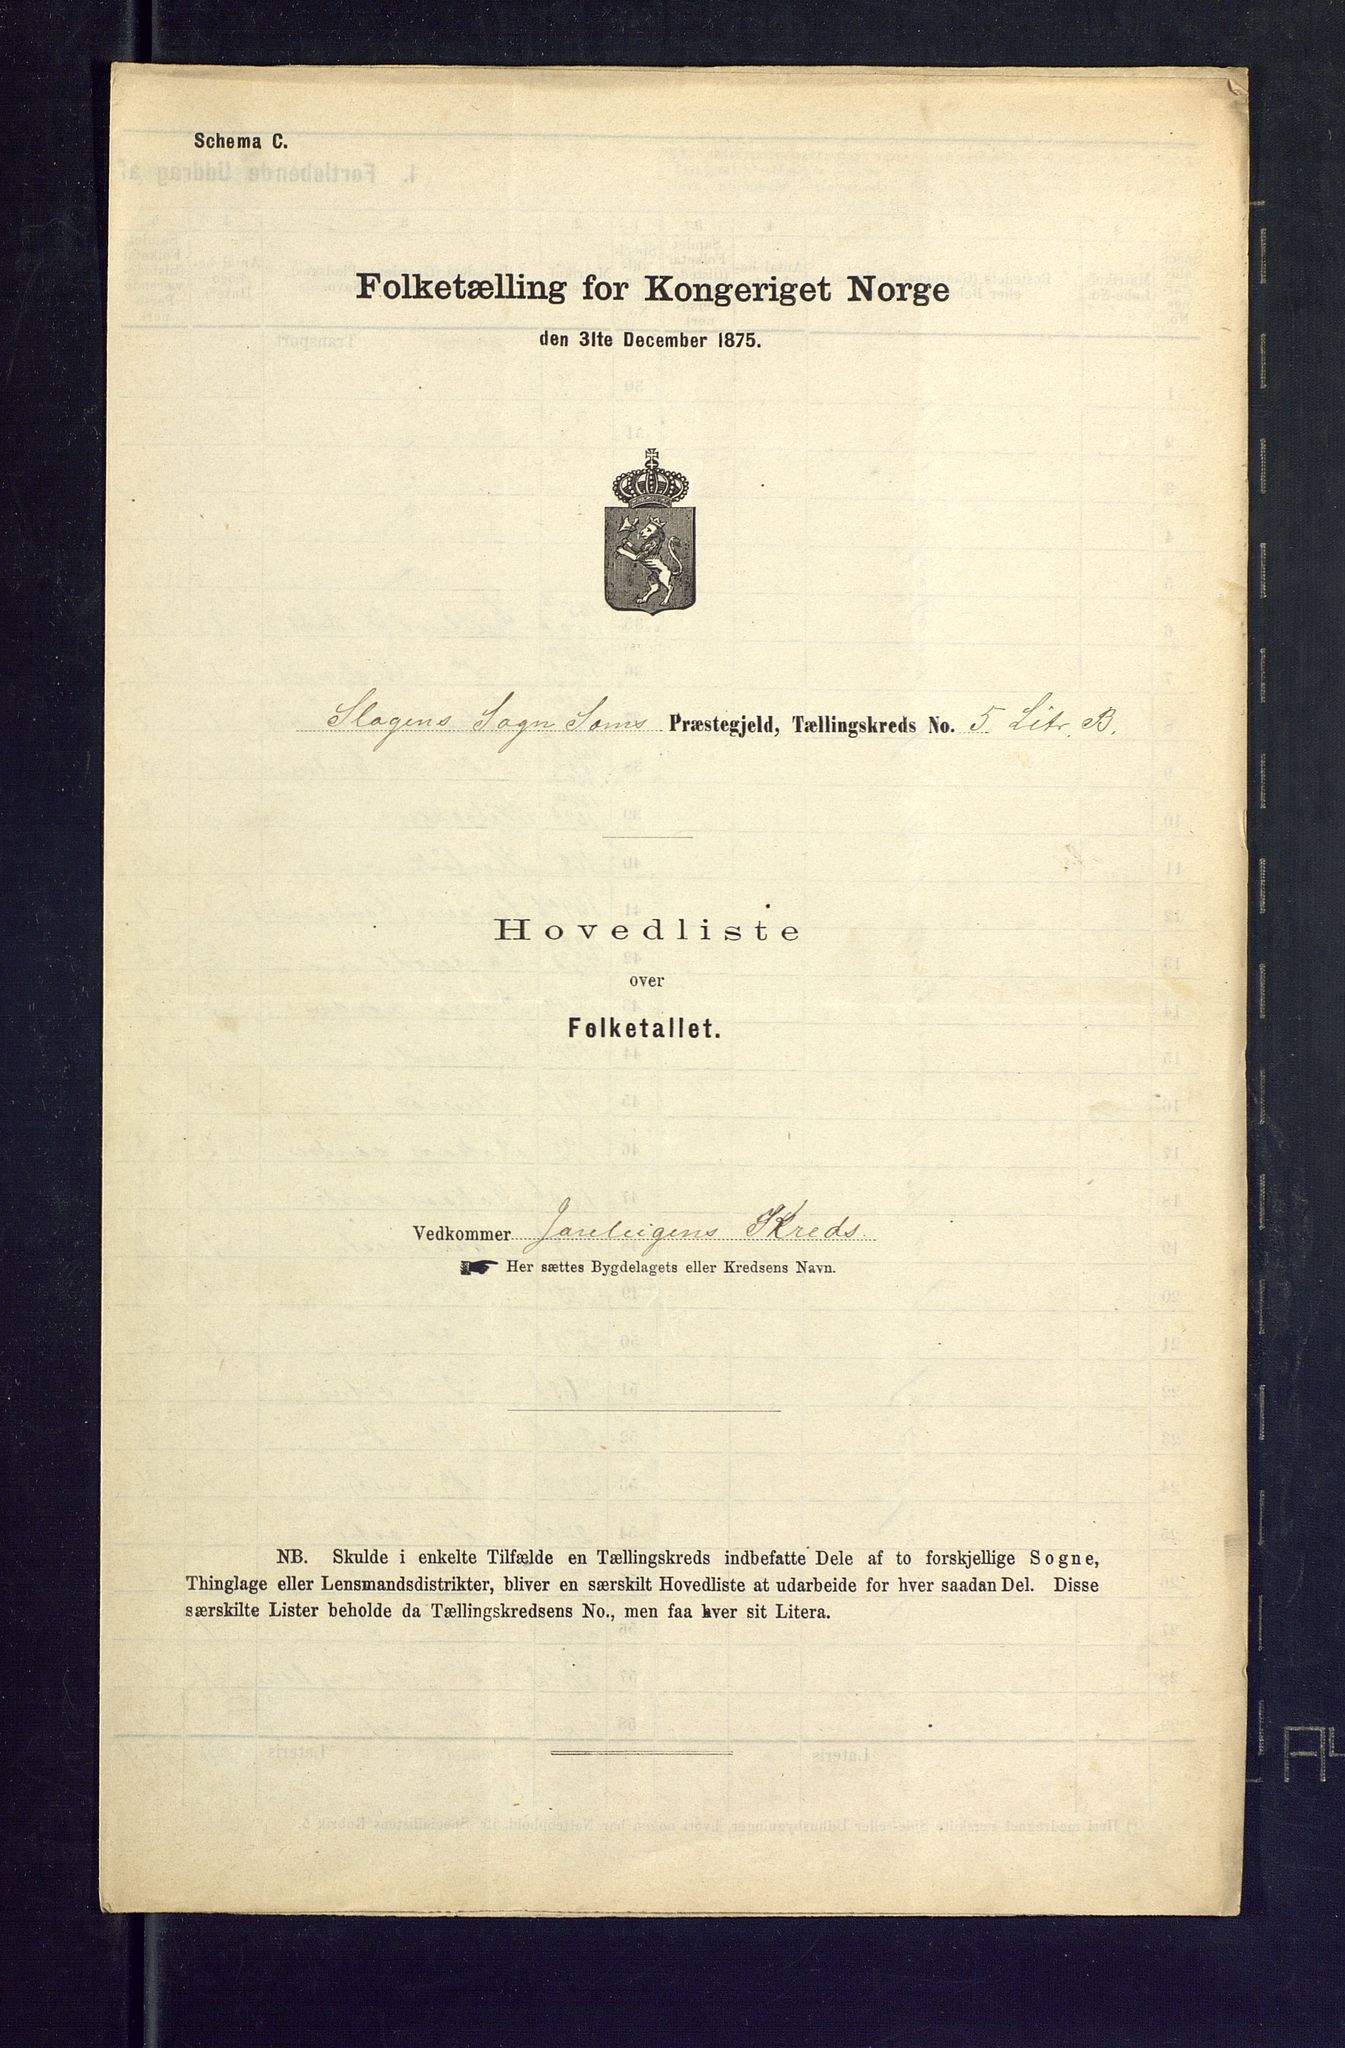 Schema C.
Folketælling for Kongeriget Norge
den 31te December 1875.
Slagens Sogn Sems Præstegjeld, Tællingskreds No. 5. Litr. B.
Hovedliste
over
Folketallet.
Vedkommer Jarlsbergs Kreds.
Her sættes Bygdelagets eller Kredsens Navn.
NB. Skulde i enkelte Tilfælde en Tællingskreds indbefatte Dele af to forskjellige Sogne,
Thinglage eller Lensmandsdistrikter, bliver en særskilt Hovedliste at udarbeide for hver saadan Del. Disse
særskilte Lister beholde da Tællingskredsens No., men faa hver sit Litera.